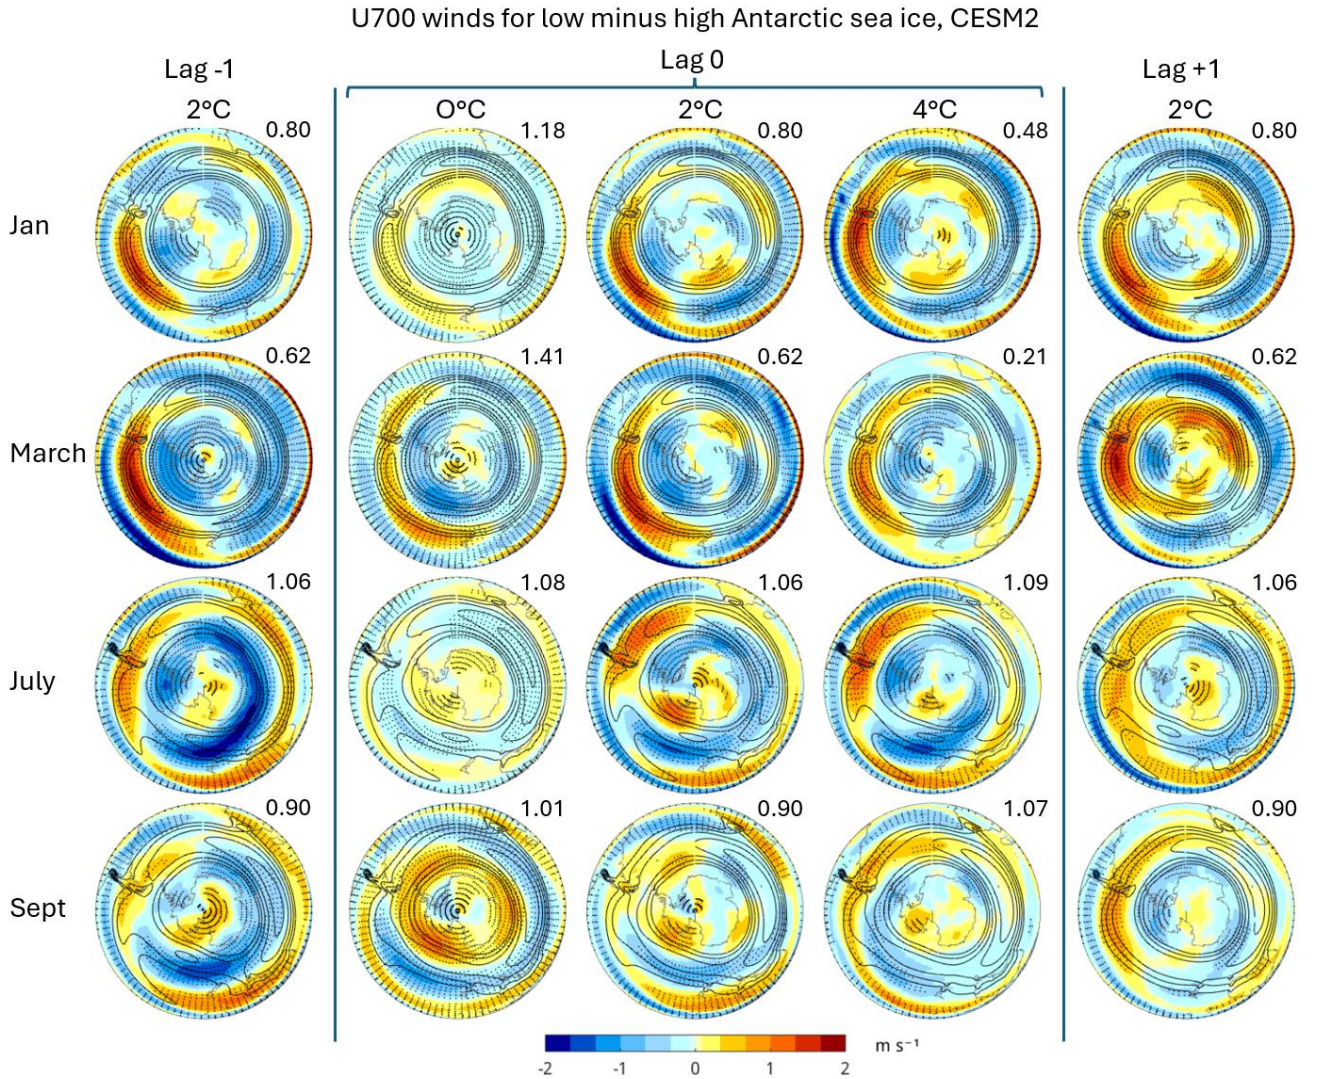 U700 winds for low minus high Antarctic sea ice, CESM2
Lag -1
Lag 0
Lag +1
2°C
O°C
2°C
4°C
2°C
Jan
0.80
1.18
0.80
0.48
0.80
March
0.62
1.41
0.62
0.21
0.62
July
1.06
1.08
1.06
1.09
1.06
Sept
0.90
1.01
0.90
1.07
0.90
m s⁻¹
-2
-1
0
1
2